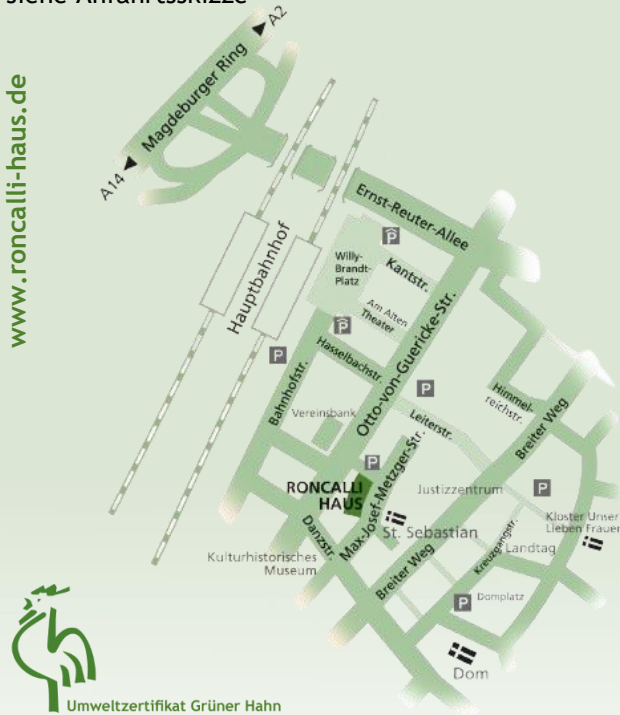 siehe Anfahrtsskizze
A2
Magdeburger Ring
A14
www.roncalli-haus.de
Ernst-Reuter-Allee
P
Hauptbahnhof
Willy-
Brandt-
Platz
Kantstr.
Am Alten
Theater
P
Hasselbachstr.
P
Bahnhofstr.
Otto-von-Guericke-Str.
P
Himmel-
reichstr.
Vereinsbank
Leiterstr.
Breiter Weg
P
RONCALLI
HAUS
Max-Josef-Metzger-Str.
Justizzentrum
P
St. Sebastian
Kloster Unser
Lieben Frauen
Danzstr.
Kreuzgangstr.
Landtag
Kulturhistorisches
Museum
Breiter Weg
P
Domplatz
Dom
Umweltzertifikat Grüner Hahn